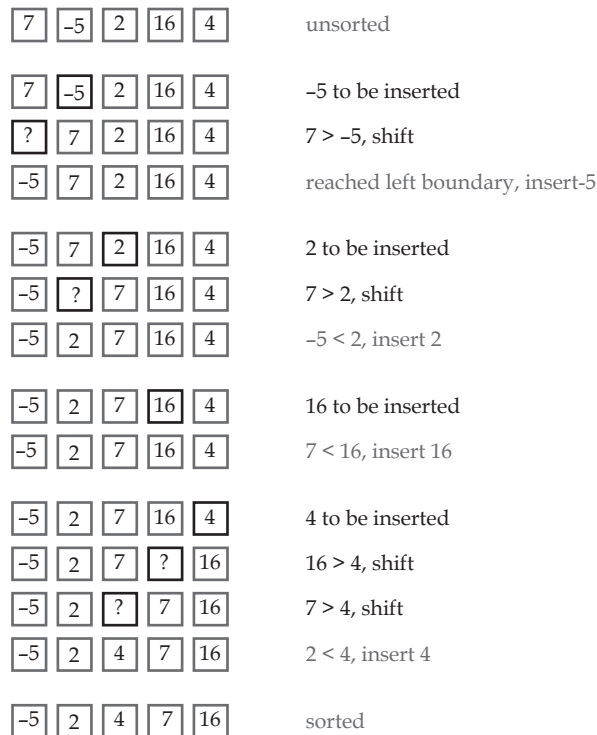 7 –5 2 16 4 unsorted
7 –5 2 16 4 –5 to be inserted
? 7 2 16 4 7 > –5, shift
–5 7 2 16 4 reached left boundary, insert-5
–5 7 2 16 4 2 to be inserted
–5 ? 7 16 4 7 > 2, shift
–5 2 7 16 4 –5 < 2, insert 2
–5 2 7 16 4 16 to be inserted
–5 2 7 16 4 7 < 16, insert 16
–5 2 7 16 4 4 to be inserted
–5 2 7 ? 16 16 > 4, shift
–5 2 ? 7 16 7 > 4, shift
–5 2 4 7 16 2 < 4, insert 4
–5 2 4 7 16 sorted